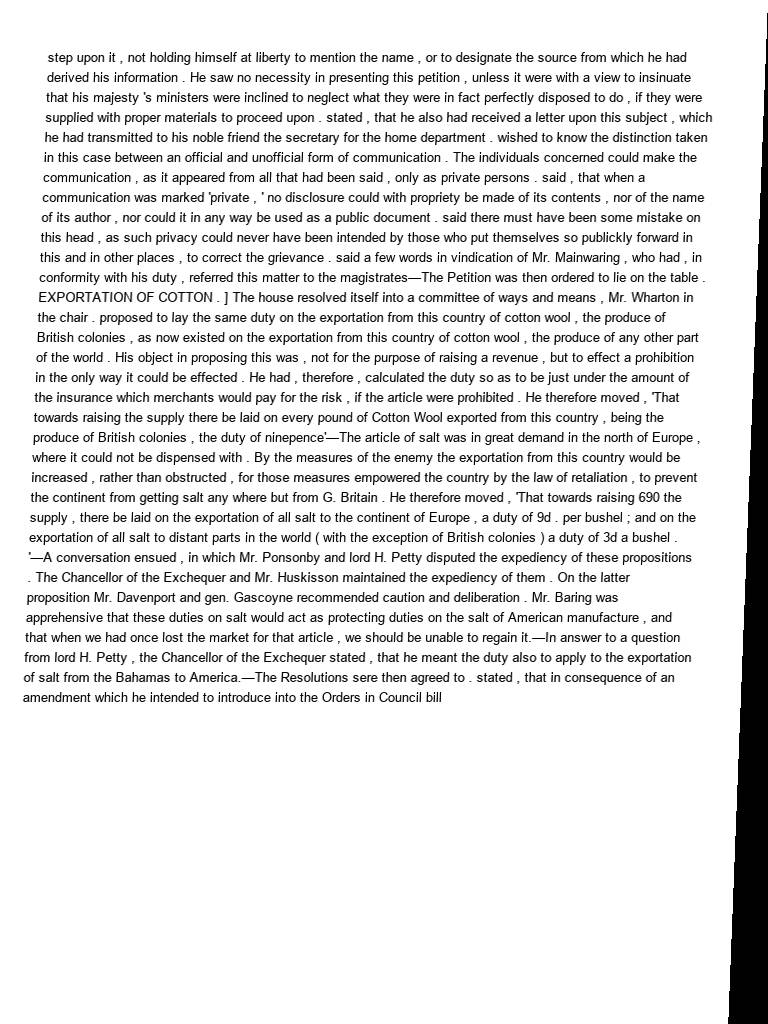 step upon it , not holding himself at liberty to mention the name , or to designate the source from which he had
derived his information . He saw no necessity in presenting this petition , unless it were with a view to insinuate
that his majesty 's ministers were inclined to neglect what they were in fact perfectly disposed to do , if they were
supplied with proper materials to proceed upon . stated , that he also had received a letter upon this subject , which
he had transmitted to his noble friend the secretary for the home department . wished to know the distinction taken
in this case between an official and unofficial form of communication . The individuals concerned could make the
communication , as it appeared from all that had been said , only as private persons . said , that when a
communication was marked 'private , ' no disclosure could with propriety be made of its contents , nor of the name
of its author , nor could it in any way be used as a public document . said there must have been some mistake on
this head , as such privacy could never have been intended by those who put themselves so publickly forward in
this and in other places , to correct the grievance . said a few words in vindication of Mr. Mainwaring , who had , in
conformity with his duty , referred this matter to the magistrates—The Petition was then ordered to lie on the table .
EXPORTATION OF COTTON . ] The house resolved itself into a committee of ways and means , Mr. Wharton in
the chair . proposed to lay the same duty on the exportation from this country of cotton wool , the produce of
British colonies , as now existed on the exportation from this country of cotton wool , the produce of any other part
of the world . His object in proposing this was , not for the purpose of raising a revenue , but to effect a prohibition
in the only way it could be effected . He had , therefore , calculated the duty so as to be just under the amount of
the insurance which merchants would pay for the risk , if the article were prohibited . He therefore moved , 'That
towards raising the supply there be laid on every pound of Cotton Wool exported from this country , being the
produce of British colonies , the duty of ninepence'—The article of salt was in great demand in the north of Europe ,
where it could not be dispensed with . By the measures of the enemy the exportation from this country would be
increased , rather than obstructed , for those measures empowered the country by the law of retaliation , to prevent
the continent from getting salt any where but from G. Britain . He therefore moved , 'That towards raising 690 the
supply , there be laid on the exportation of all salt to the continent of Europe , a duty of 9d . per bushel ; and on the
exportation of all salt to distant parts in the world ( with the exception of British colonies ) a duty of 3d a bushel .
'—A conversation ensued , in which Mr. Ponsonby and lord H. Petty disputed the expediency of these propositions
. The Chancellor of the Exchequer and Mr. Huskisson maintained the expediency of them . On the latter
proposition Mr. Davenport and gen. Gascoyne recommended caution and deliberation . Mr. Baring was
apprehensive that these duties on salt would act as protecting duties on the salt of American manufacture , and
that when we had once lost the market for that article , we should be unable to regain it.—In answer to a question
from lord H. Petty , the Chancellor of the Exchequer stated , that he meant the duty also to apply to the exportation
of salt from the Bahamas to America.—The Resolutions sere then agreed to . stated , that in consequence of an
amendment which he intended to introduce into the Orders in Council bill